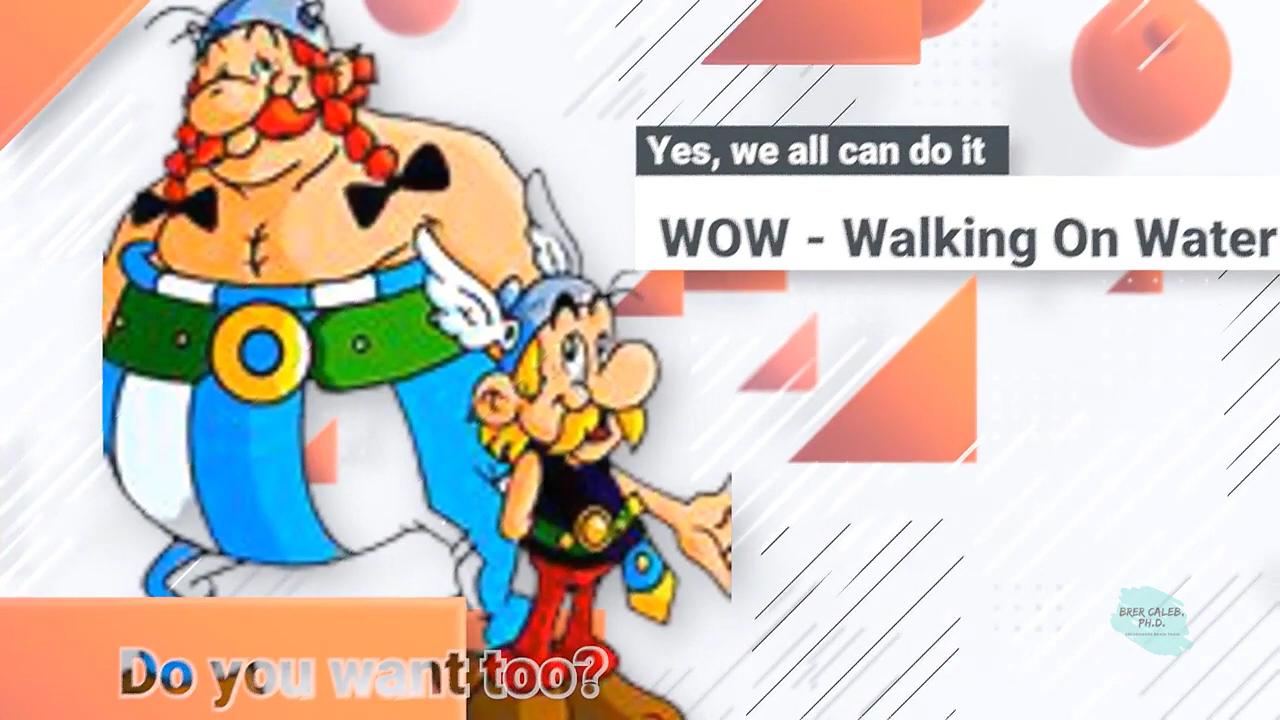 Yes, we all can do it
WOW - Walking On Water
Do you want too?
BRER CALEB,
PH.D.